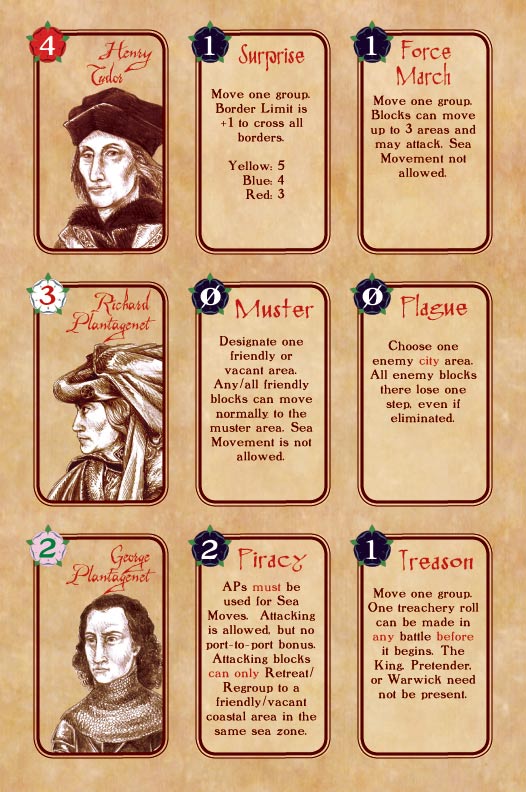 4
Henry
Tudor
1
Surprise
Move one group.
Border Limit is
+1 to cross all
borders.
Yellow: 5
Blue: 4
Red: 3
1
Force
March
Move one group.
Blocks can move
up to 3 areas and
may attack. Sea
Movement not
allowed.
3
Richard
Plantagenet
0
Muster
Designate one
friendly or
vacant area.
Any/all friendly
blocks can move
normally to the
muster area. Sea
Movement is not
allowed.
0
Plague
Choose one
enemy city area.
All enemy blocks
there lose one
step, even if
eliminated.
2
George
Plantagenet
2
Piracy
APs must be
used for Sea
Moves. Attacking
is allowed, but no
port-to-port bonus.
Attacking blocks
can only Retreat/
Regroup to a
friendly/vacant
coastal area in the
same sea zone.
1
Treason
Move one group.
One treachery roll
can be made in
any battle before
it begins. The
King, Pretender,
or Warwick need
not be present.